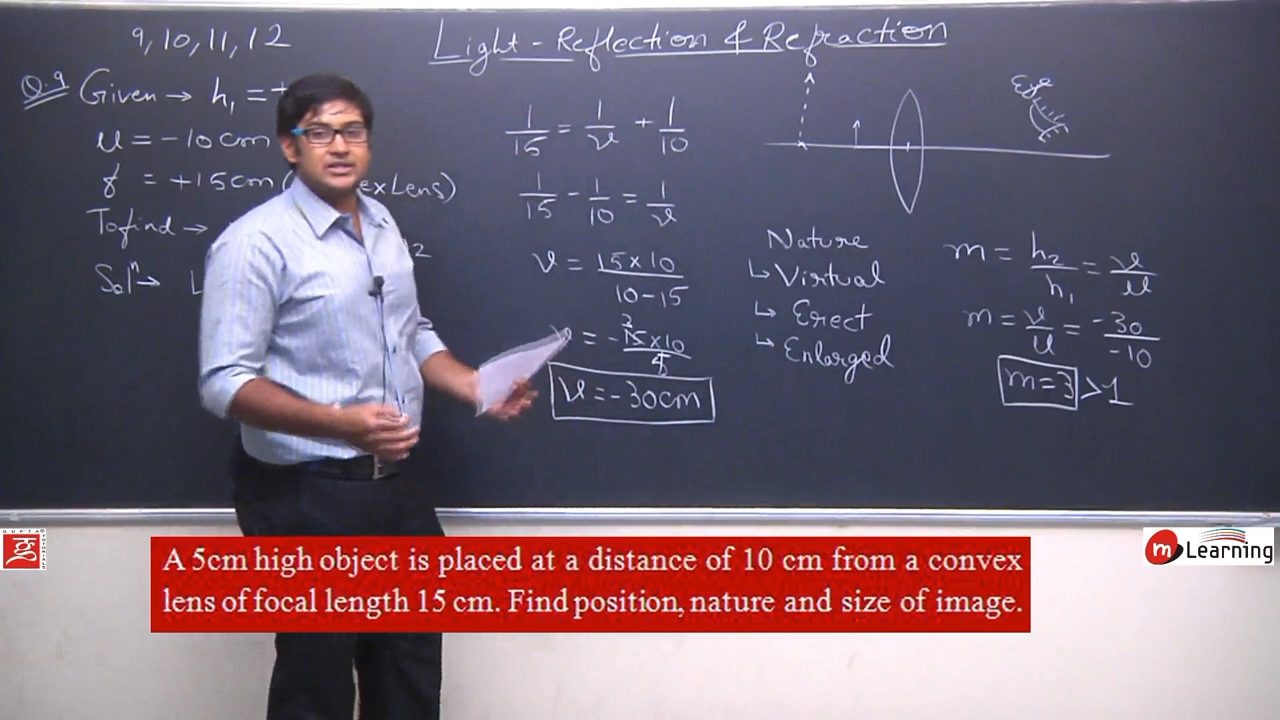 9, 10, 11, 12
Light - Reflection & Refraction
Q.9 Given → h₁ = +
u = -10cm
f = +15cm ( exLens)
To find →
2
Solⁿ → L
1/15 = 1/v + 1/10
1/15 - 1/10 = 1/v
v = 15 × 10 / 10 - 15
v = - 15 × 10 / 5
3
v = -30cm
Eye
Nature
↳ Virtual
↳ Erect
↳ Enlarged
m = h₂/h₁ = v/u
m = v/u = -30/-10
m = 3 > 1
A 5cm high object is placed at a distance of 10 cm from a convex
lens of focal length 15 cm. Find position, nature and size of image.
GUPTA
m Learning